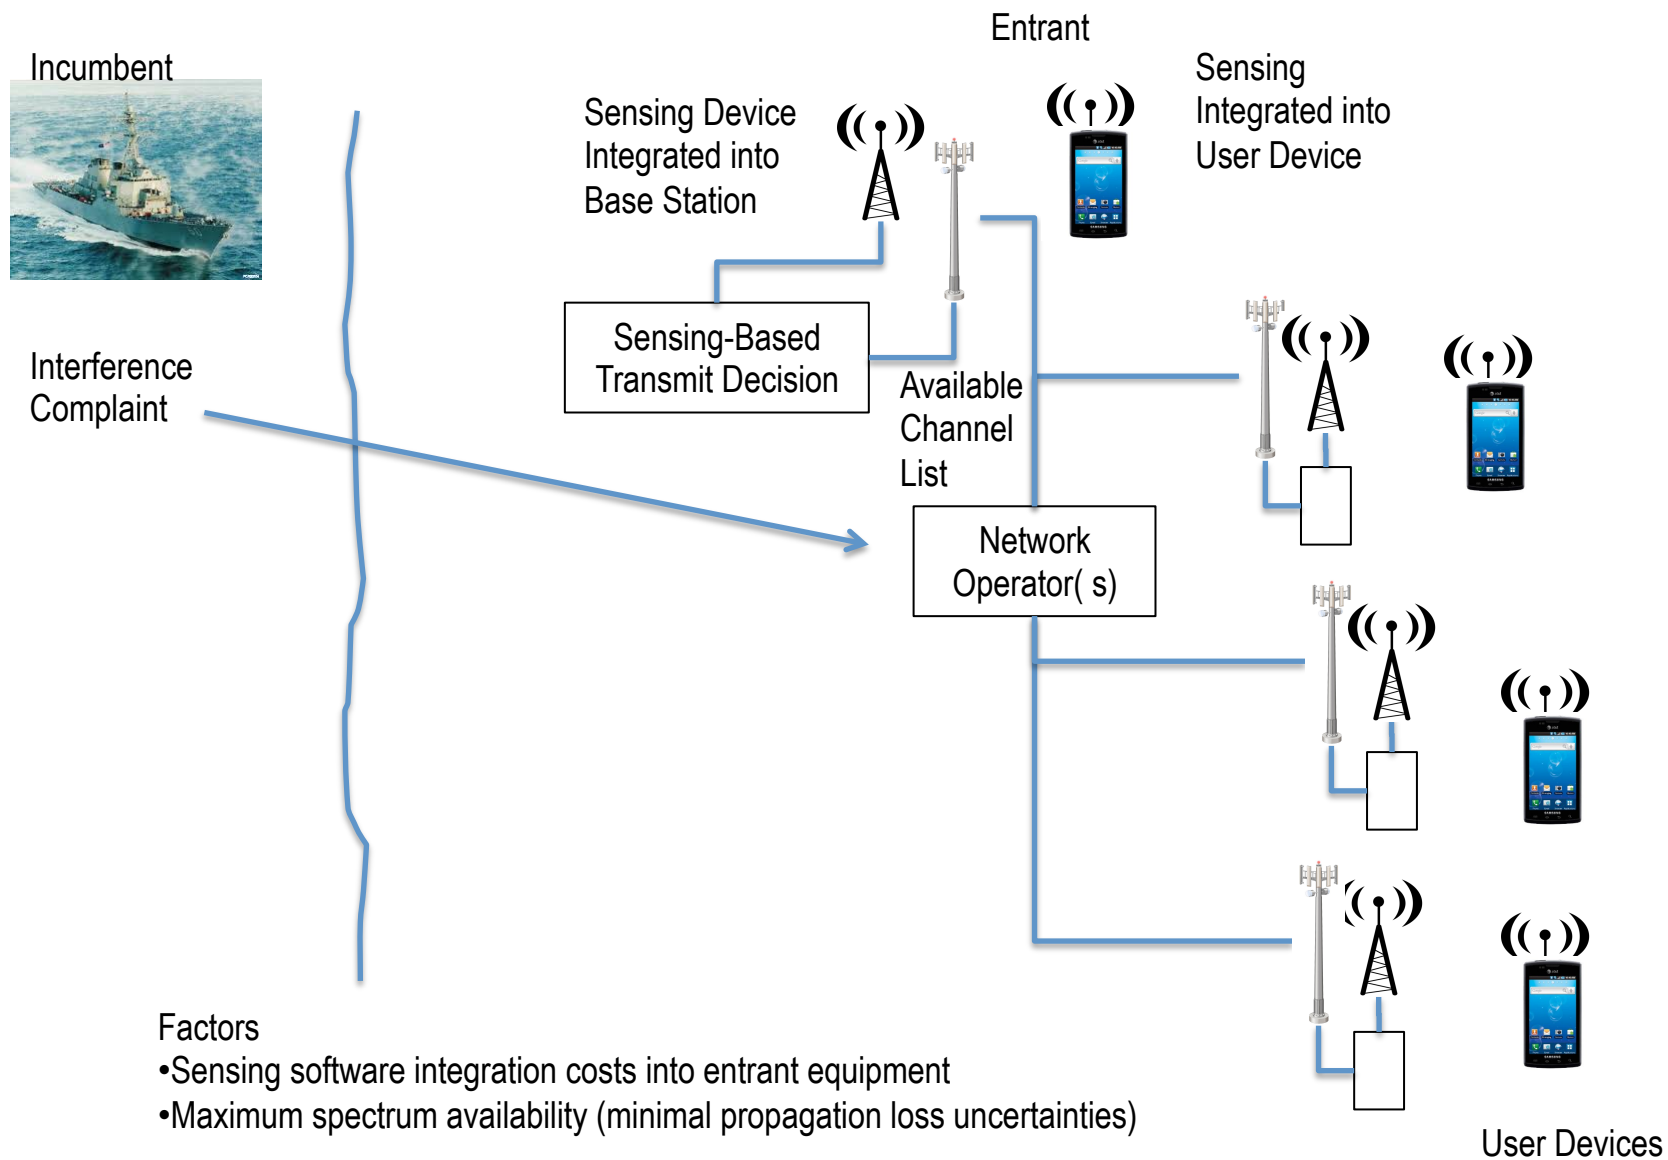 Entrant
Incumbent
Sensing
Integrated into
User Device
Sensing Device
Integrated into
Base Station
Sensing-Based
Transmit Decision
Interference
Complaint
Available
Channel
List
Network
Operator( s)
Factors
•Sensing software integration costs into entrant equipment
•Maximum spectrum availability (minimal propagation loss uncertainties)
User Devices